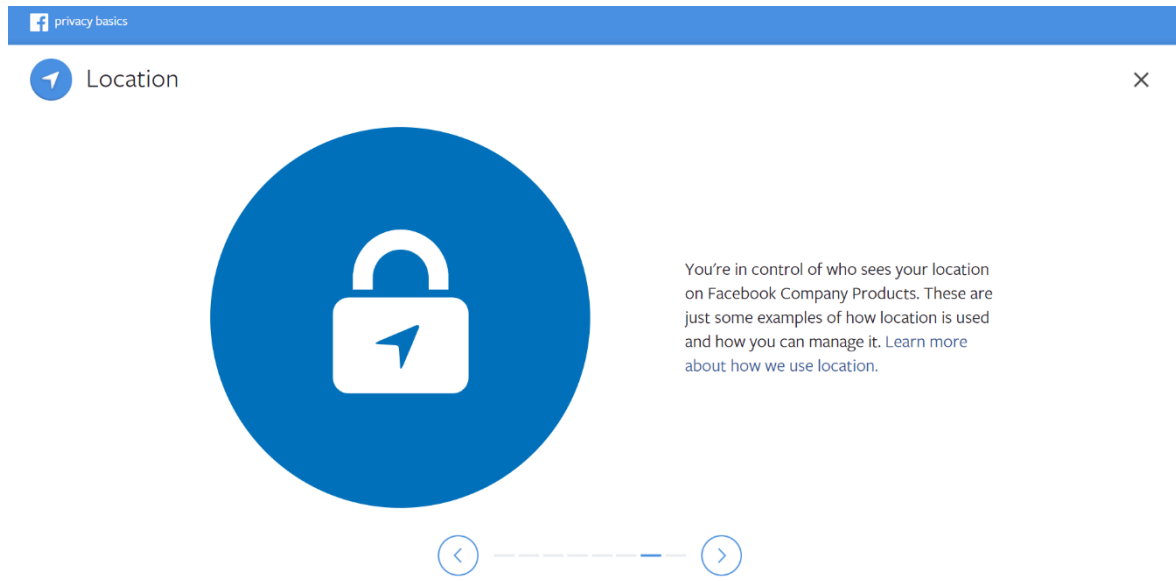 privacy basics
Location
You're in control of who sees your location
on Facebook Company Products. These are
just some examples of how location is used
and how you can manage it. Learn more
about how we use location.